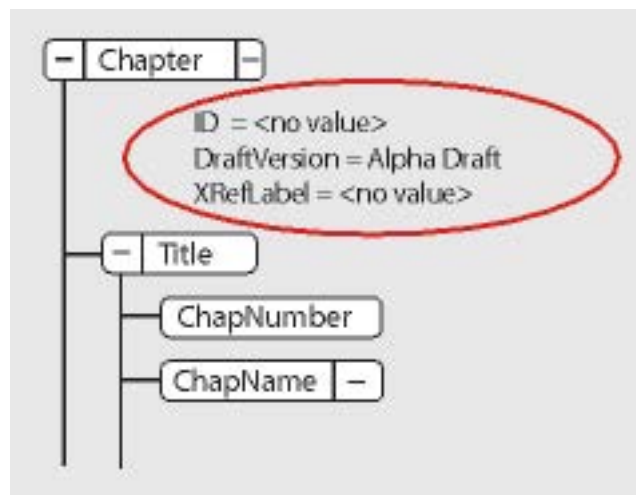 − Chapter −
ID = <no value>
DraftVersion = Alpha Draft
XRefLabel = <no value>
− Title
ChapNumber
ChapName −